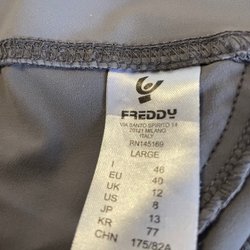 FREDDY
VIA SANTO SPIRITO 14
20121 MILANO
ITALY
RN145169
LARGE
I 46
EU 40
UK 12
US 8
JP 13
KR 77
CHN 175/82A